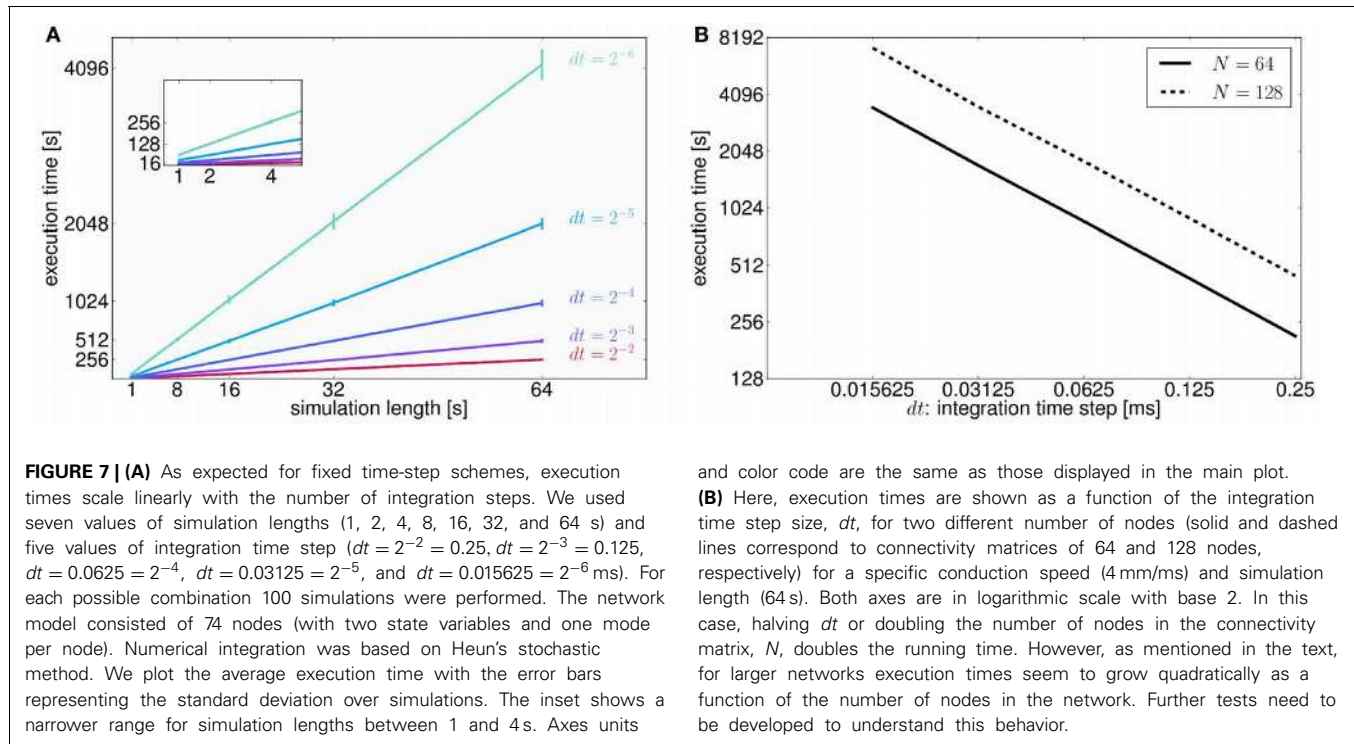 A
4096
2048
1024
512
256
execution time [s]
256
128
16
1 2 4
dt = 2⁻⁶
dt = 2⁻⁵
dt = 2⁻⁴
dt = 2⁻³
dt = 2⁻²
1 8 16 32 64
simulation length [s]
B
8192
4096
2048
1024
512
256
128
execution time [s]
N = 64
N = 128
0.015625 0.03125 0.0625 0.125 0.25
dt: integration time step [ms]
FIGURE 7 | (A) As expected for fixed time-step schemes, execution
times scale linearly with the number of integration steps. We used
seven values of simulation lengths (1, 2, 4, 8, 16, 32, and 64 s) and
five values of integration time step (dt = 2⁻² = 0.25, dt = 2⁻³ = 0.125,
dt = 0.0625 = 2⁻⁴, dt = 0.03125 = 2⁻⁵, and dt = 0.015625 = 2⁻⁶ ms). For
each possible combination 100 simulations were performed. The network
model consisted of 74 nodes (with two state variables and one mode
per node). Numerical integration was based on Heun's stochastic
method. We plot the average execution time with the error bars
representing the standard deviation over simulations. The inset shows a
narrower range for simulation lengths between 1 and 4 s. Axes units
and color code are the same as those displayed in the main plot.
(B) Here, execution times are shown as a function of the integration
time step size, dt, for two different number of nodes (solid and dashed
lines correspond to connectivity matrices of 64 and 128 nodes,
respectively) for a specific conduction speed (4 mm/ms) and simulation
length (64 s). Both axes are in logarithmic scale with base 2. In this
case, halving dt or doubling the number of nodes in the connectivity
matrix, N, doubles the running time. However, as mentioned in the text,
for larger networks execution times seem to grow quadratically as a
function of the number of nodes in the network. Further tests need to
be developed to understand this behavior.